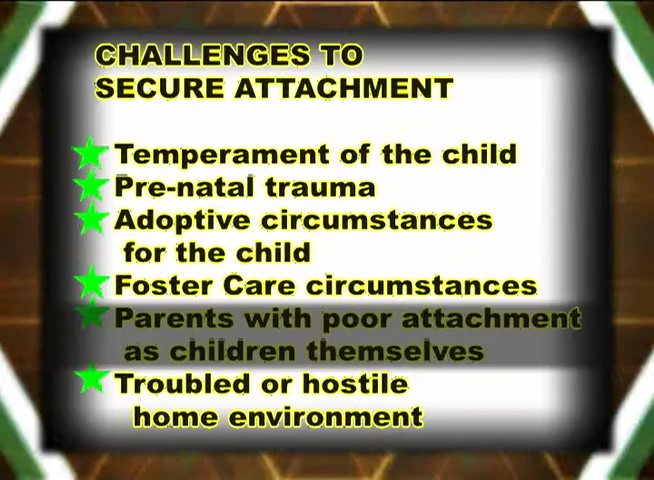 CHALLENGES TO
SECURE ATTACHMENT
Temperament of the child
Pre-natal trauma
Adoptive circumstances
for the child
Foster Care circumstances
Parents with poor attachment
as children themselves
Troubled or hostile
home environment